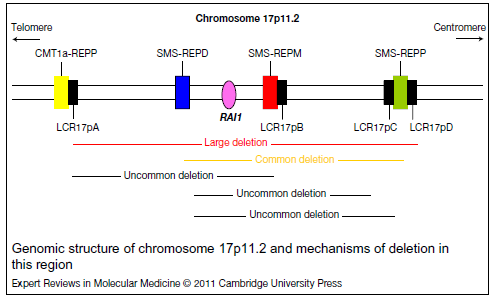 Chromosome 17p11.2
Telomere
Centromere
CMT1a-REPP
SMS-REPD
SMS-REPM
SMS-REPP
RAI1
LCR17pA
LCR17pB
LCR17pC
LCR17pD
Large deletion
Common deletion
Uncommon deletion
Uncommon deletion
Uncommon deletion
Genomic structure of chromosome 17p11.2 and mechanisms of deletion in
this region
Expert Reviews in Molecular Medicine © 2011 Cambridge University Press